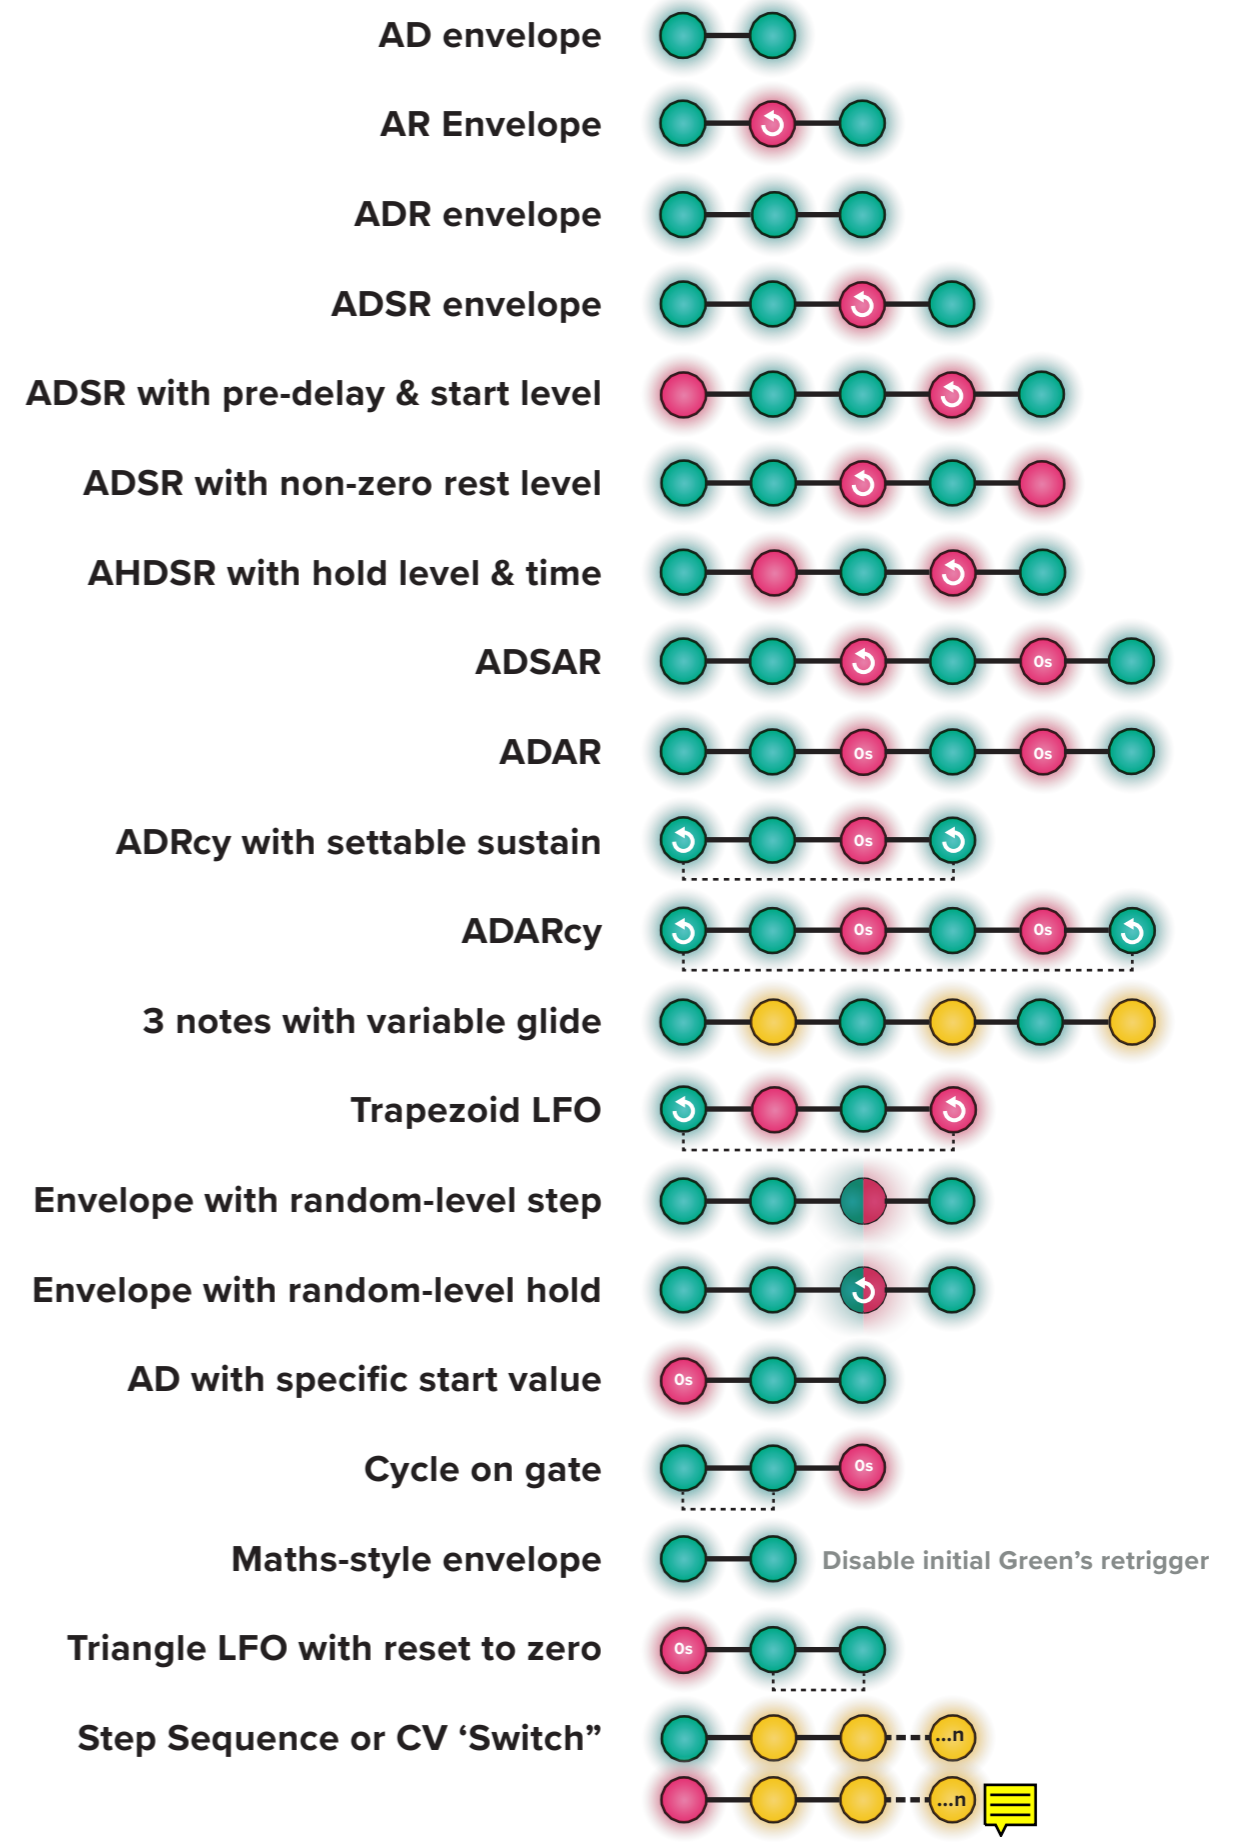 AD envelope
AR Envelope
ADR envelope
ADSR envelope
ADSR with pre-delay & start level
ADSR with non-zero rest level
AHDSR with hold level & time
ADSAR 0s
ADAR 0s 0s
ADRcy with settable sustain 0s
ADARcy 0s 0s
3 notes with variable glide
Trapezoid LFO
Envelope with random-level step
Envelope with random-level hold
AD with specific start value 0s
Cycle on gate 0s
Maths-style envelope Disable initial Green’s retrigger
Triangle LFO with reset to zero 0s
Step Sequence or CV ‘Switch” ...n
...n